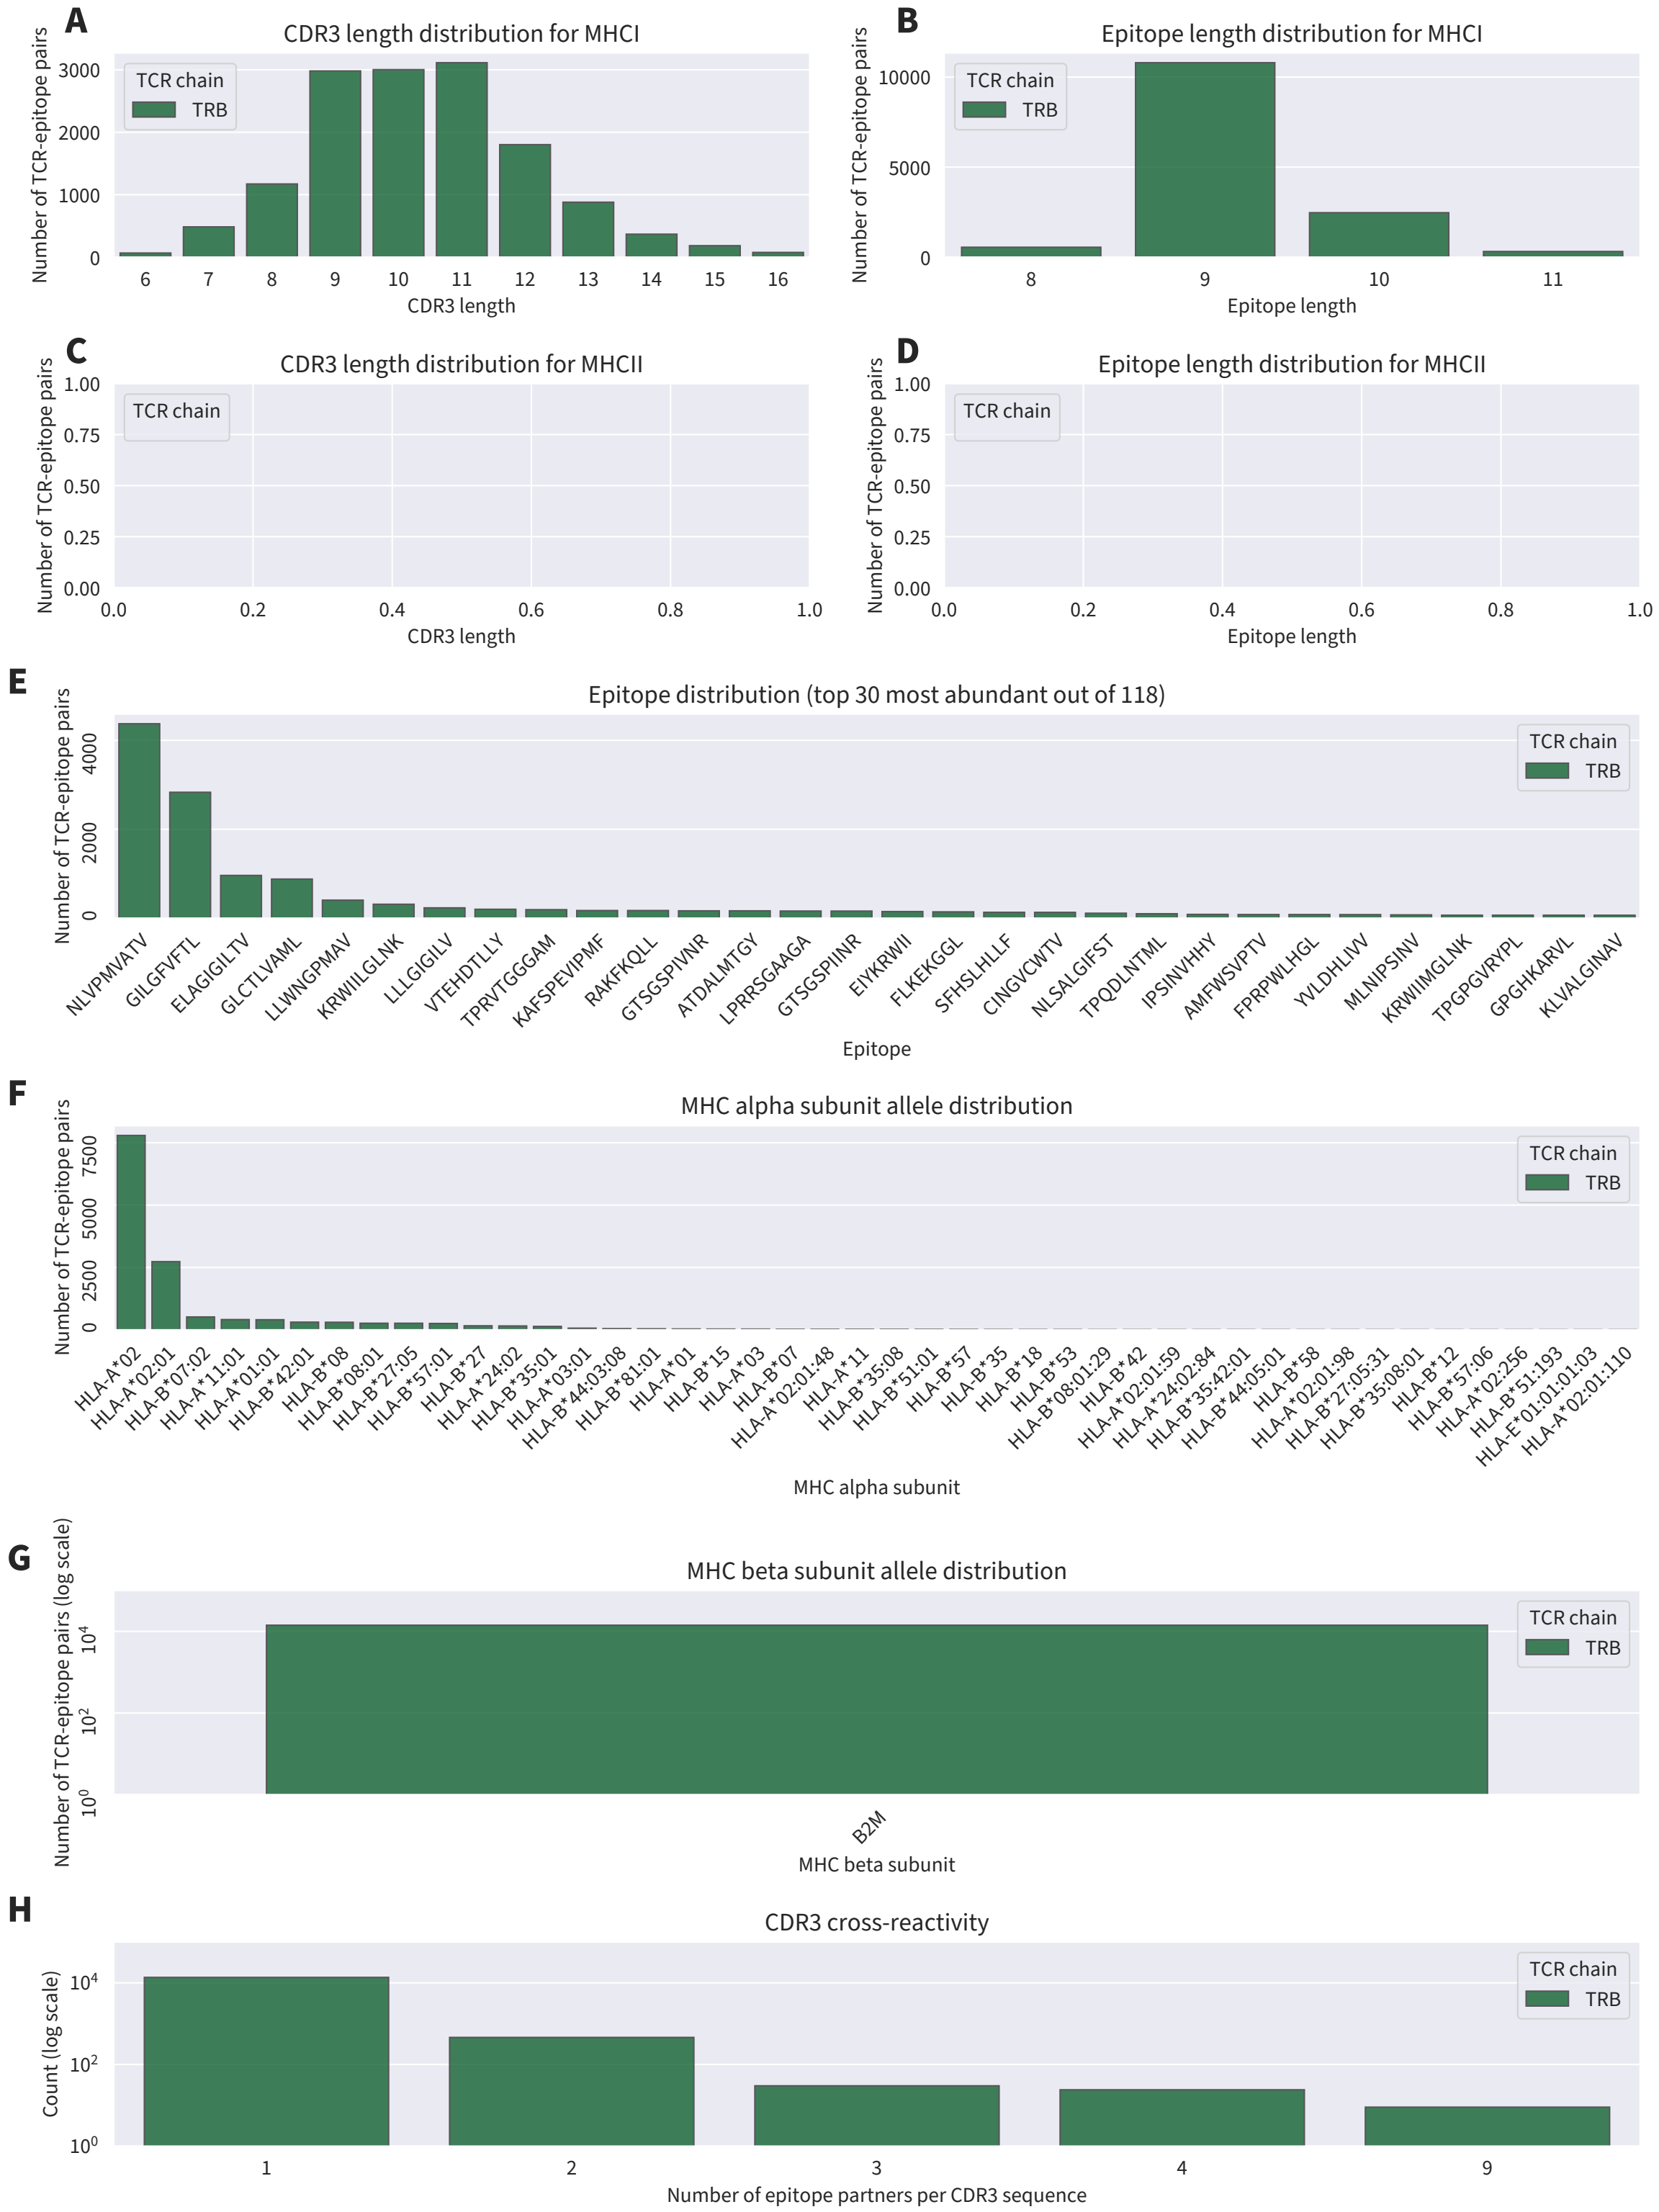 A
CDR3 length distribution for MHCI
Number of TCR-epitope pairs
3000
2000
1000
0
TCR chain
TRB
6 7 8 9 10 11 12 13 14 15 16
CDR3 length
B
Epitope length distribution for MHCI
Number of TCR-epitope pairs
10000
5000
0
TCR chain
TRB
8 9 10 11
Epitope length
C
CDR3 length distribution for MHCII
Number of TCR-epitope pairs
1.00
0.75
0.50
0.25
0.00
TCR chain
0.0 0.2 0.4 0.6 0.8 1.0
CDR3 length
D
Epitope length distribution for MHCII
Number of TCR-epitope pairs
1.00
0.75
0.50
0.25
0.00
TCR chain
0.0 0.2 0.4 0.6 0.8 1.0
Epitope length
E
Epitope distribution (top 30 most abundant out of 118)
Number of TCR-epitope pairs
4000
2000
0
TCR chain
TRB
NLVPMVATV
GILGFVFTL
ELAGIGILTV
GLCTLVAML
LLWNGPMAV
KRWIILGLNK
LLLGIGILV
VTEHDTLLY
TPRVTGGGAM
KAFSPEVIPMF
RAKFKQLL
GTSGSPIVNR
ATDALMTGY
LPRRSGAAGA
GTSGSPIINR
EIYKRWII
FLKEKGGL
SFHSLHLLF
CINGVCWTV
NLSALGIFST
TPQDLNTML
IPSINVHHY
AMFWSVPTV
FPRPWLHGL
YVLDHLIVV
MLNIPSINV
KRWIIMGLNK
TPGPGVRYPL
GPGHKARVL
KLVALGINAV
Epitope
F
MHC alpha subunit allele distribution
Number of TCR-epitope pairs
7500
5000
2500
0
TCR chain
TRB
HLA-A*02
HLA-A*02:01
HLA-B*07:02
HLA-A*11:01
HLA-A*01:01
HLA-B*42:01
HLA-B*08
HLA-B*08:01
HLA-B*27:05
HLA-B*57:01
HLA-B*27
HLA-A*24:02
HLA-B*35:01
HLA-A*03:01
HLA-B*44:03:08
HLA-B*81:01
HLA-A*01
HLA-B*15
HLA-A*03
HLA-B*07
HLA-A*02:01:48
HLA-A*11
HLA-B*35:08
HLA-B*51:01
HLA-B*57
HLA-B*35
HLA-B*18
HLA-B*53
HLA-B*08:01:29
HLA-B*42
HLA-A*02:01:59
HLA-A*24:02:84
HLA-B*35:42:01
HLA-B*44:05:01
HLA-B*58
HLA-A*02:01:98
HLA-B*27:05:31
HLA-B*35:08:01
HLA-B*12
HLA-B*57:06
HLA-A*02:256
HLA-B*51:193
HLA-E*01:01:01:03
HLA-A*02:01:110
MHC alpha subunit
G
MHC beta subunit allele distribution
Number of TCR-epitope pairs (log scale)
10⁴
10²
10⁰
TCR chain
TRB
B2M
MHC beta subunit
H
CDR3 cross-reactivity
Count (log scale)
10⁴
10²
10⁰
TCR chain
TRB
1 2 3 4 9
Number of epitope partners per CDR3 sequence